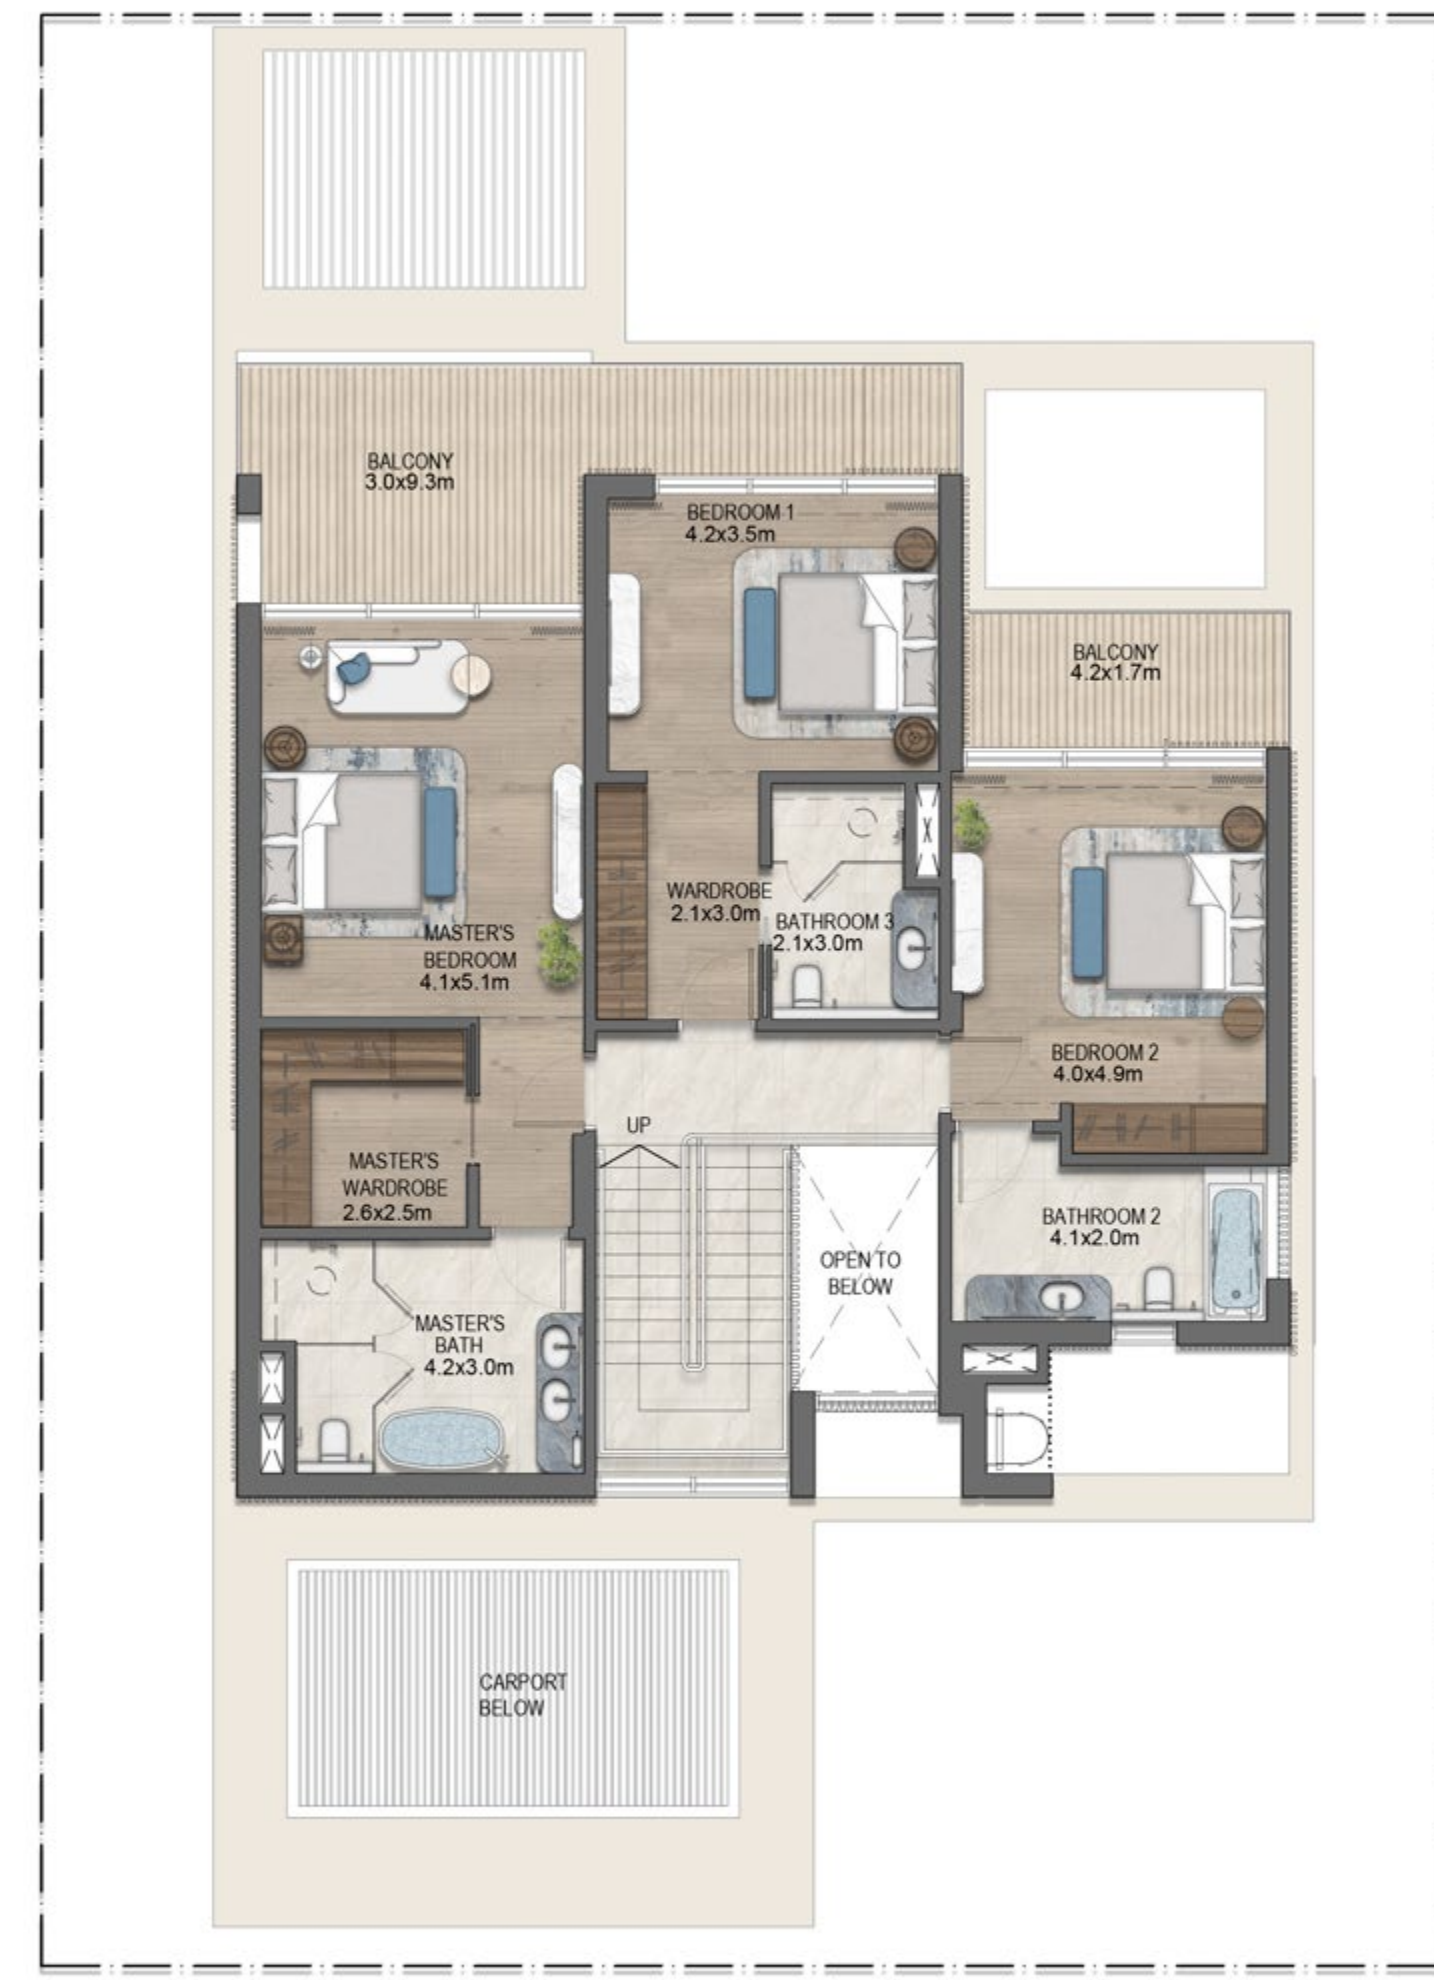 BALCONY
3.0x9.3m
BEDROOM 1
4.2x3.5m
BALCONY
4.2x1.7m
WARDROBE
2.1x3.0m
BATHROOM 3
2.1x3.0m
MASTER'S
BEDROOM
4.1x5.1m
BEDROOM 2
4.0x4.9m
UP
MASTER'S
WARDROBE
2.6x2.5m
BATHROOM 2
4.1x2.0m
OPEN TO
BELOW
MASTER'S
BATH
4.2x3.0m
CARPORT
BELOW